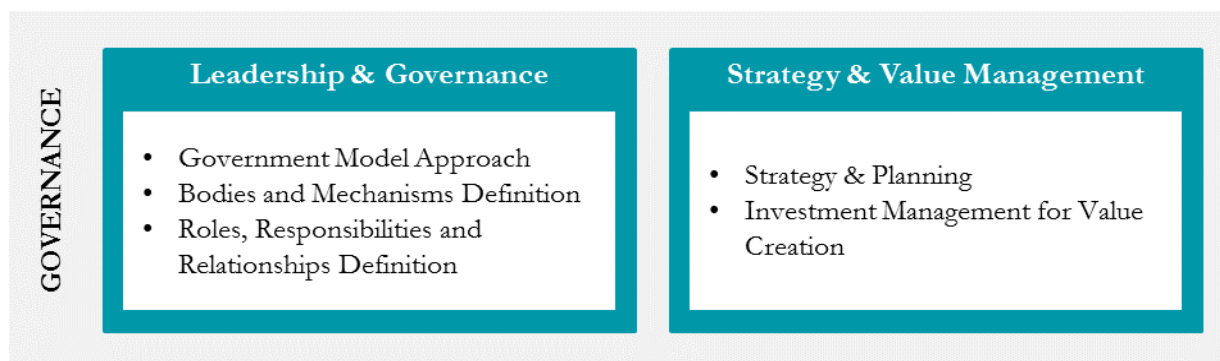 GOVERNANCE
Leadership & Governance
• Government Model Approach
• Bodies and Mechanisms Definition
• Roles, Responsibilities and
Relationships Definition
Strategy & Value Management
• Strategy & Planning
• Investment Management for Value
Creation